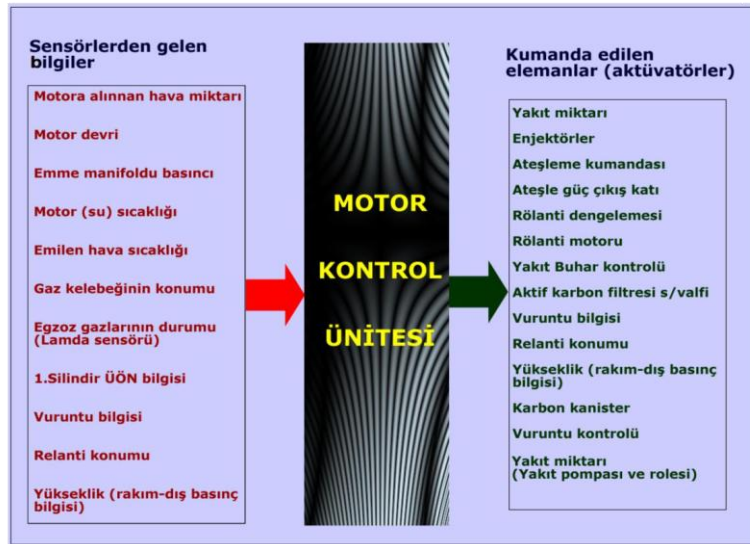 Sensörlerden gelen
bilgiler
Motora alınnan hava miktarı
Motor devri
Emme manifoldu basıncı
Motor (su) sıcaklığı
Emilen hava sıcaklığı
Gaz kelebeğinin konumu
Egzoz gazlarının durumu
(Lamda sensörü)
1.Silindir ÜÖN bilgisi
Vuruntu bilgisi
Relanti konumu
Yükseklik (rakım-dış basınç
bilgisi)
MOTOR
KONTROL
ÜNİTESİ
Kumanda edilen
elemanlar (aktüvatörler)
Yakıt miktarı
Enjektörler
Ateşleme kumandası
Ateşle güç çıkış katı
Rölanti dengelemesi
Rölanti motoru
Yakıt Buhar kontrolü
Aktif karbon filtresi s/valfi
Vuruntu bilgisi
Relanti konumu
Yükseklik (rakım-dış basınç
bilgisi)
Karbon kanister
Vuruntu kontrolü
Yakıt miktarı
(Yakıt pompası ve rolesi)